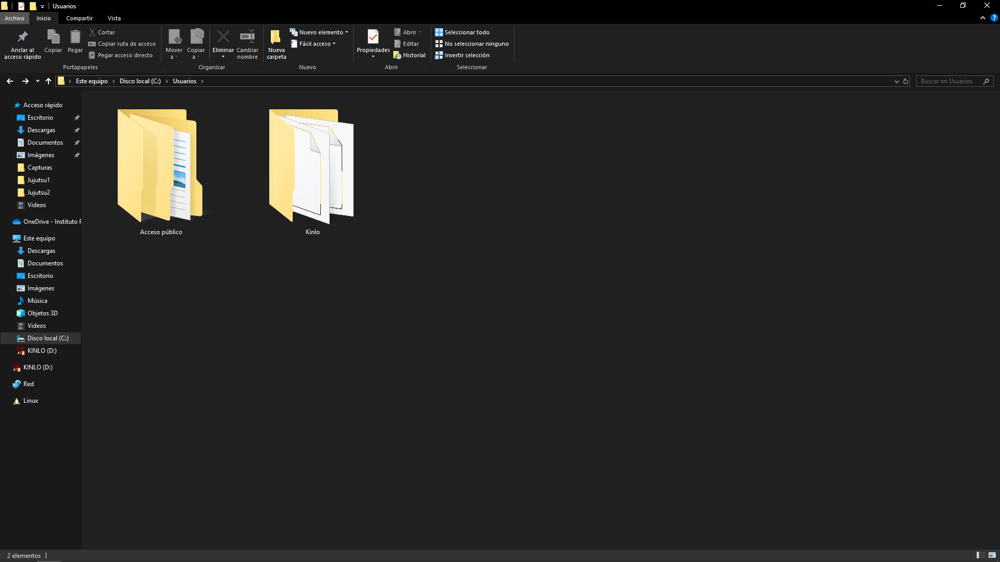 Usuarios
Archivo Inicio Compartir Vista
Anclar al
acceso rápido
Copiar
Pegar
Cortar
Copiar ruta de acceso
Pegar acceso directo
Portapapeles
Mover
a
Copiar
a
Eliminar
Cambiar
nombre
Organizar
Nueva
carpeta
Nuevo elemento
Fácil acceso
Nuevo
Propiedades
Abrir
Editar
Historial
Abrir
Seleccionar todo
No seleccionar ninguno
Invertir selección
Seleccionar
Este equipo > Disco local (C:) > Usuarios >
Buscar en Usuarios
Acceso rápido
Escritorio
Descargas
Documentos
Imágenes
Capturas
Jujutsu1
Jujutsu2
Videos
OneDrive - Instituto P
Este equipo
Descargas
Documentos
Escritorio
Imágenes
Música
Objetos 3D
Videos
Disco local (C:)
KINLO (D:)
KINLO (D:)
Red
Linux
Acceso público
Kinlo
2 elementos